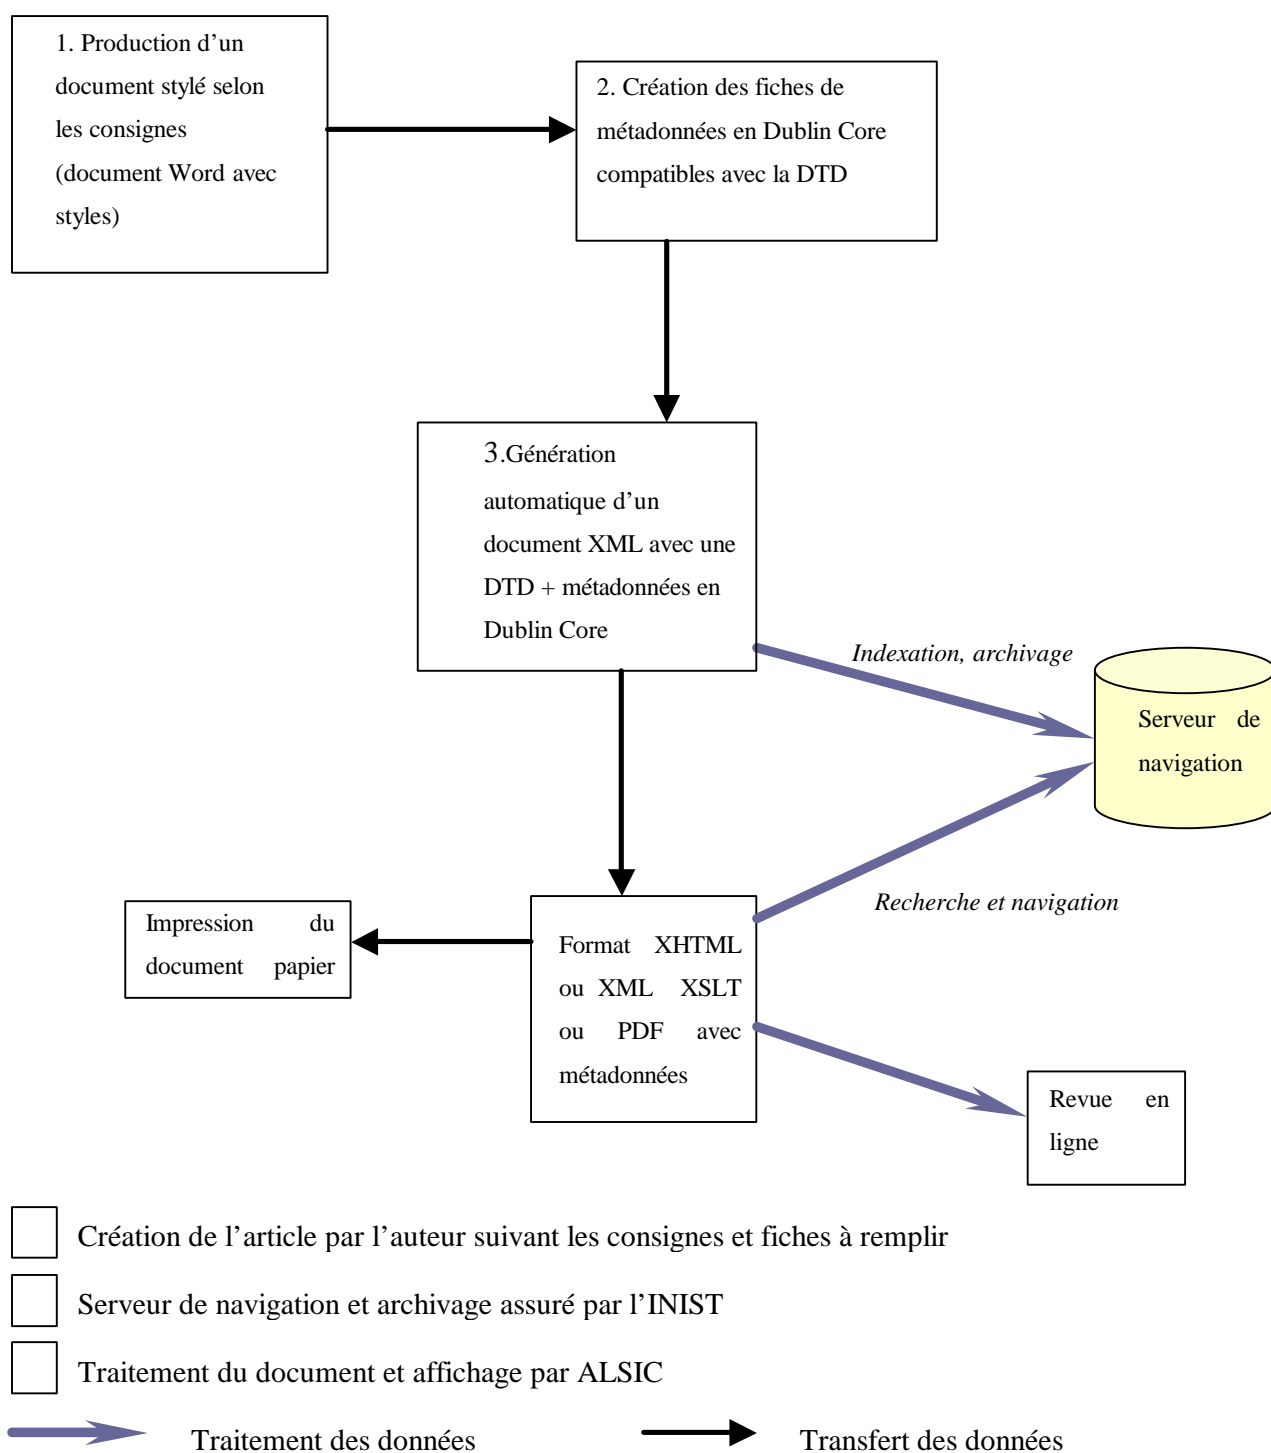 1. Production d’un
document stylé selon
les consignes
(document Word avec
styles)
2. Création des fiches de
métadonnées en Dublin Core
compatibles avec la DTD
3.Génération
automatique d’un
document XML avec une
DTD + métadonnées en
Dublin Core
Indexation, archivage
Serveur de
navigation
Recherche et navigation
Impression du
document papier
Format XHTML
ou XML XSLT
ou PDF avec
métadonnées
Revue en
ligne
Création de l’article par l’auteur suivant les consignes et fiches à remplir
Serveur de navigation et archivage assuré par l’INIST
Traitement du document et affichage par ALSIC
Traitement des données
Transfert des données